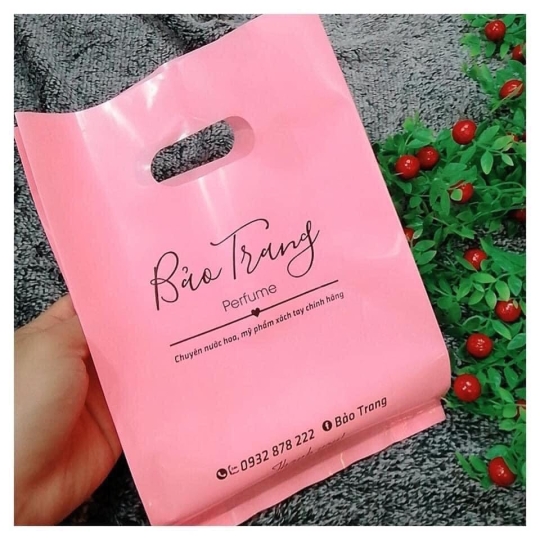 Bảo Trang
Perfume
Chuyên nước hoa, mỹ phẩm xách tay chính hãng
0932 878 222 Bảo Trang